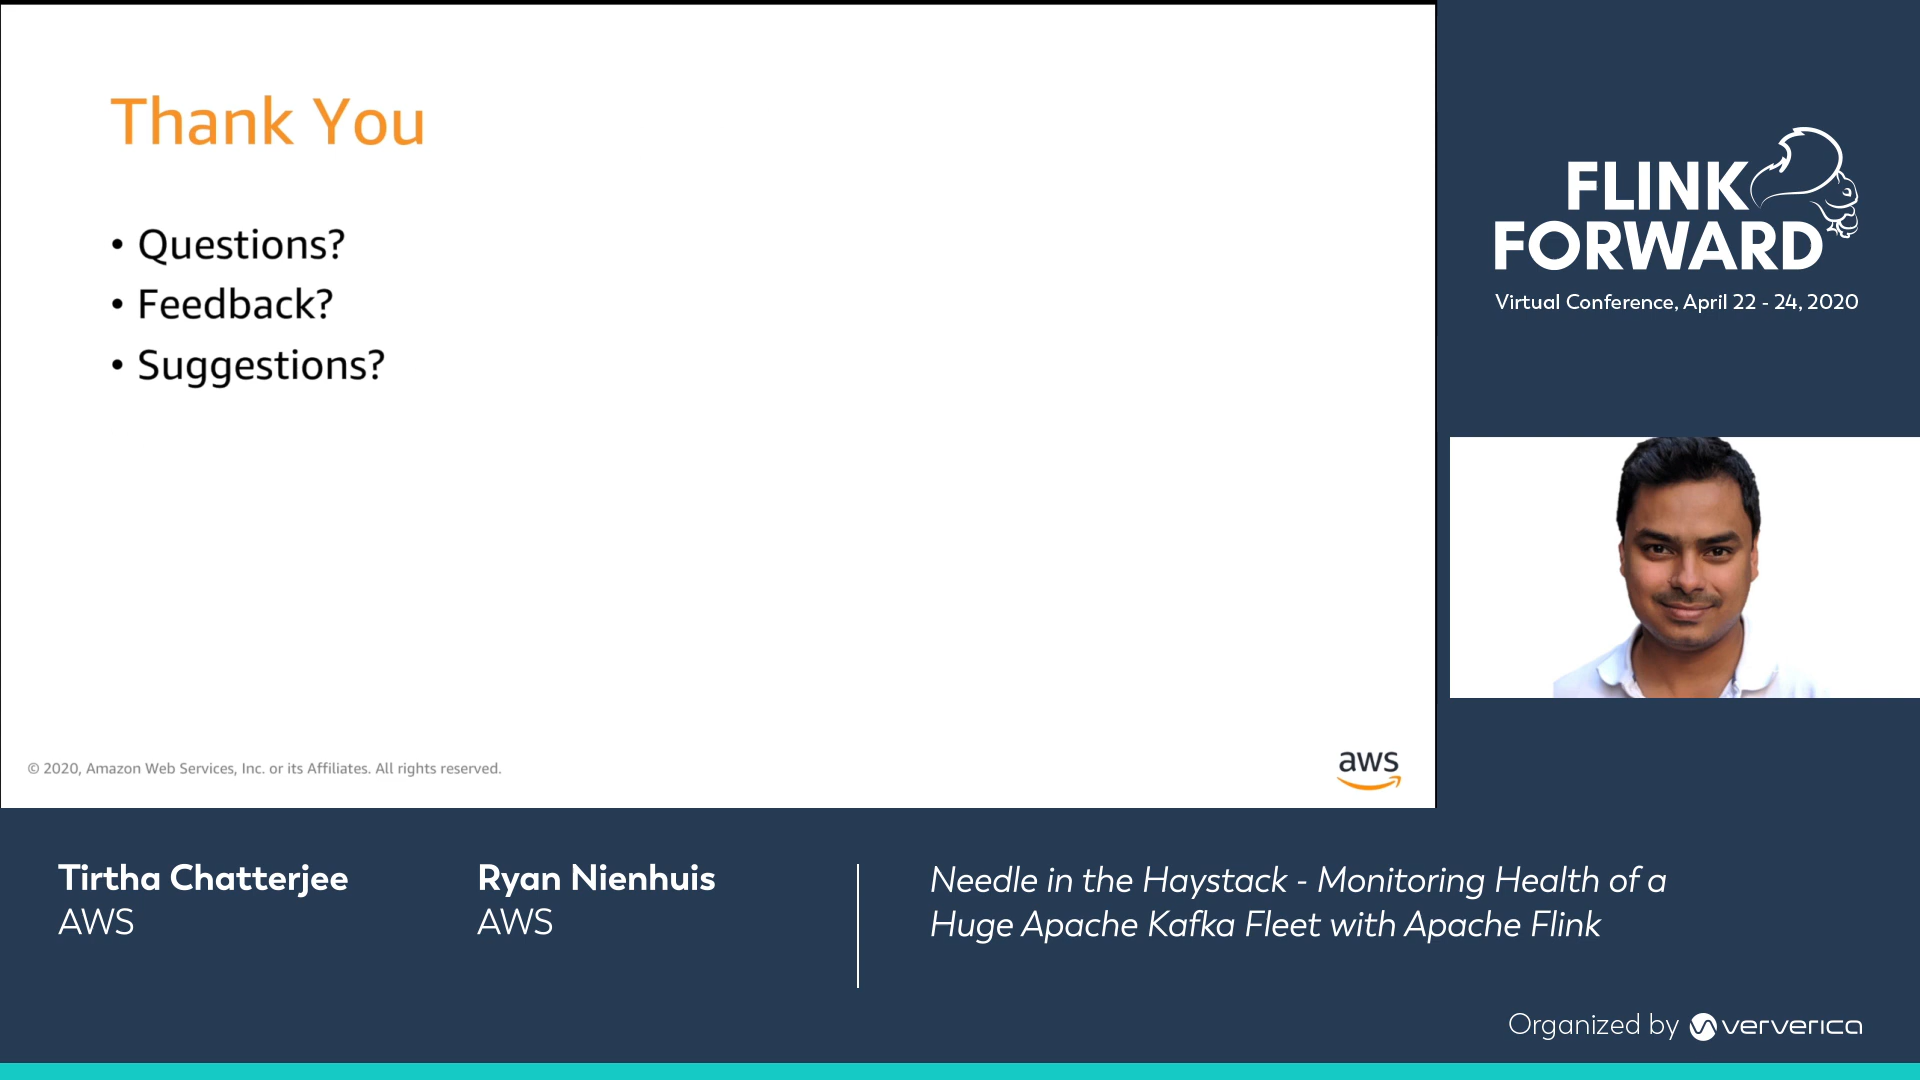 Thank You
• Questions?
• Feedback?
• Suggestions?
© 2020, Amazon Web Services, Inc. or its Affiliates. All rights reserved.
aws
FLINK
FORWARD
Virtual Conference, April 22 - 24, 2020
Tirtha Chatterjee
AWS
Ryan Nienhuis
AWS
Needle in the Haystack - Monitoring Health of a
Huge Apache Kafka Fleet with Apache Flink
Organized by ververica